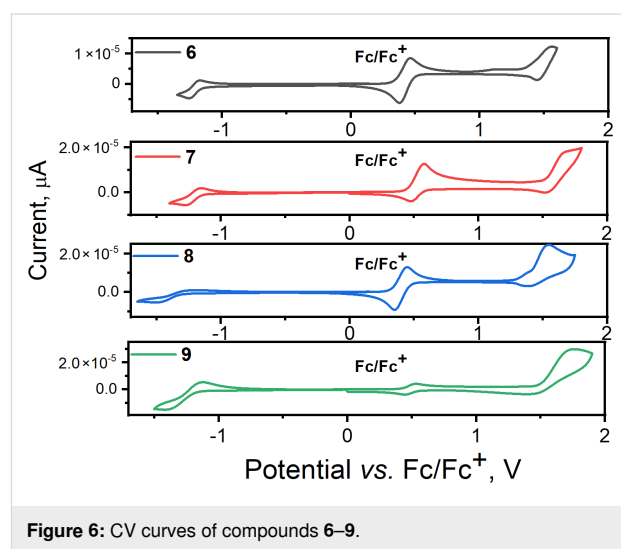 6
Fc/Fc⁺
1 × 10⁻⁵
0
-1
0
1
2
7
Fc/Fc⁺
2.0 × 10⁻⁵
0.0
-1
0
1
2
8
Fc/Fc⁺
2.0 × 10⁻⁵
0.0
-1
0
1
2
9
Fc/Fc⁺
2.0 × 10⁻⁵
0.0
-1
0
1
2
Current, μA
Potential vs. Fc/Fc⁺, V
Figure 6: CV curves of compounds 6–9.